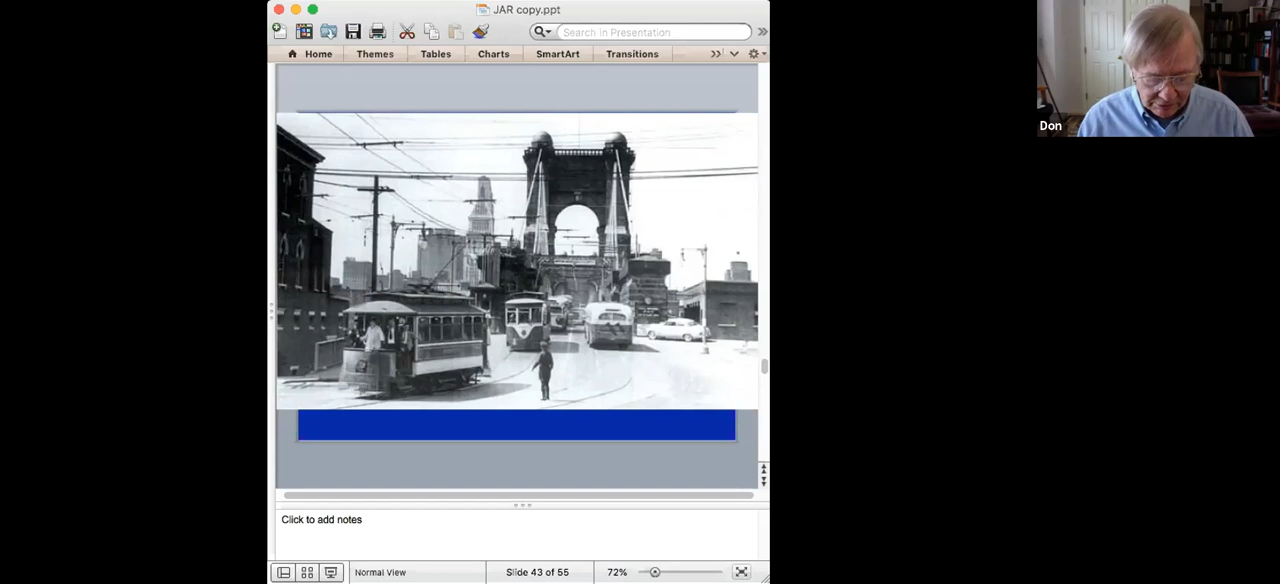 JAR copy.ppt
Search in Presentation
Home Themes Tables Charts SmartArt Transitions
Don
Click to add notes
Normal View Slide 43 of 55 72%